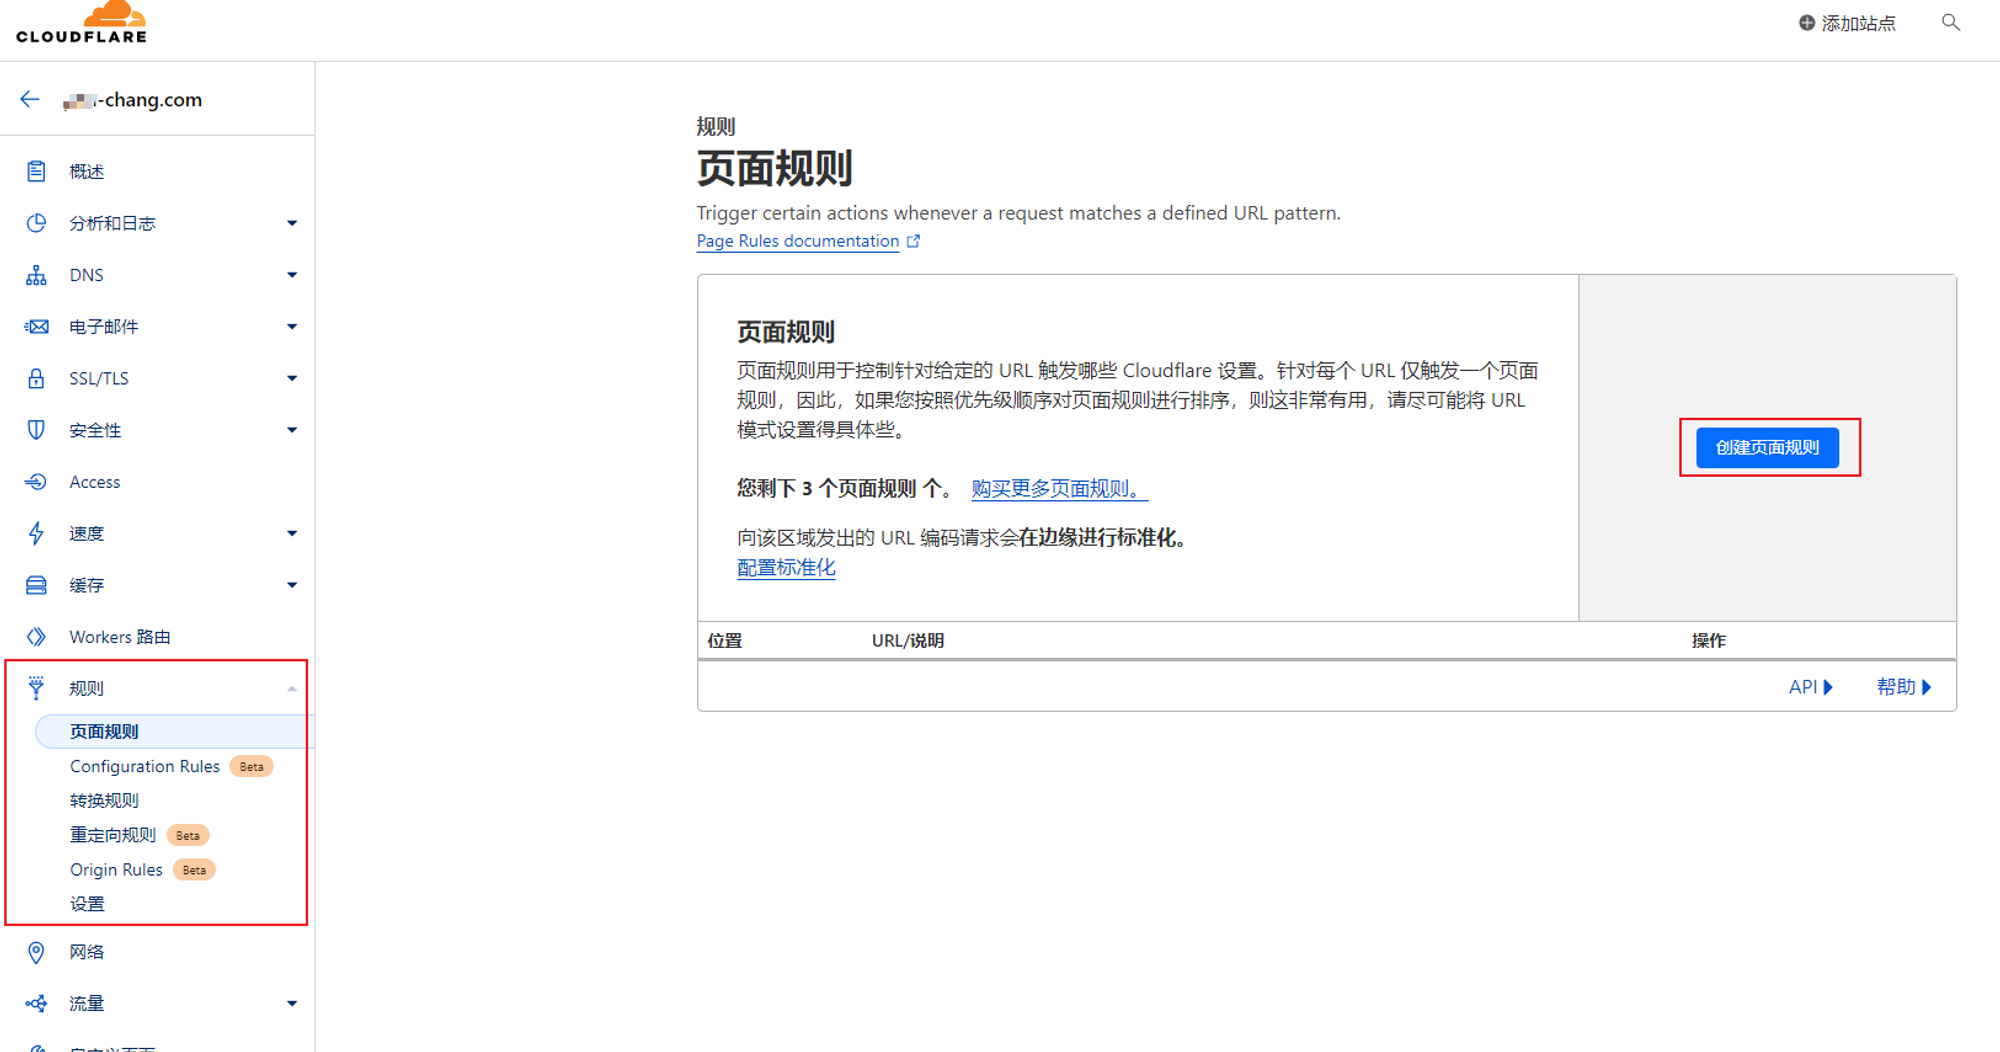 CLOUDFLARE
添加站点
-chang.com
概述
分析和日志
DNS
电子邮件
SSL/TLS
安全性
Access
速度
缓存
Workers 路由
规则
页面规则
Configuration Rules Beta
转换规则
重定向规则 Beta
Origin Rules Beta
设置
网络
流量
规则
页面规则
Trigger certain actions whenever a request matches a defined URL pattern.
Page Rules documentation
页面规则
页面规则用于控制针对给定的 URL 触发哪些 Cloudflare 设置。针对每个 URL 仅触发一个页面
规则，因此，如果您按照优先级顺序对页面规则进行排序，则这非常有用，请尽可能将 URL
模式设置得具体些。
您剩下 3 个页面规则 个。 购买更多页面规则。
向该区域发出的 URL 编码请求会在边缘进行标准化。
配置标准化
创建页面规则
位置 URL/说明 操作
API 帮助